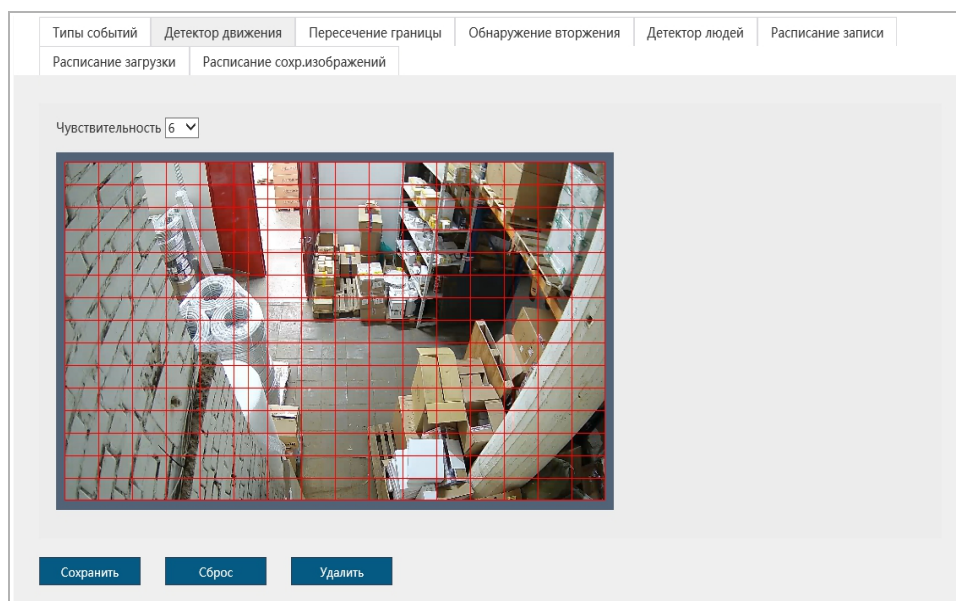 Типы событий Детектор движения Пересечение границы Обнаружение вторжения Детектор людей Расписание записи
Расписание загрузки Расписание сохр.изображений
Чувствительность 6
Сохранить Сброс Удалить